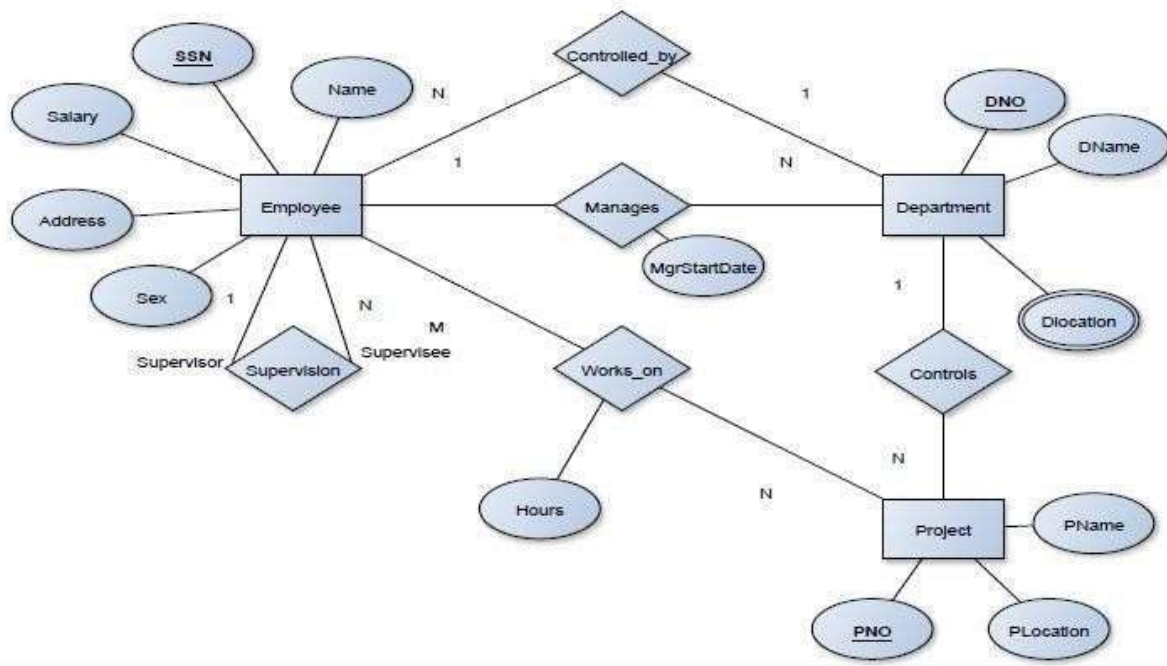 Controlled_by
SSN
Name
N
1
DNO
Salary
DName
1
N
Employee
Manages
Department
Address
MgrStartDate
Sex
1
N
1
Dlocation
M
Supervisor
Supervisee
Supervision
Works_on
Controls
N
N
Hours
PName
Project
PNO
PLocation